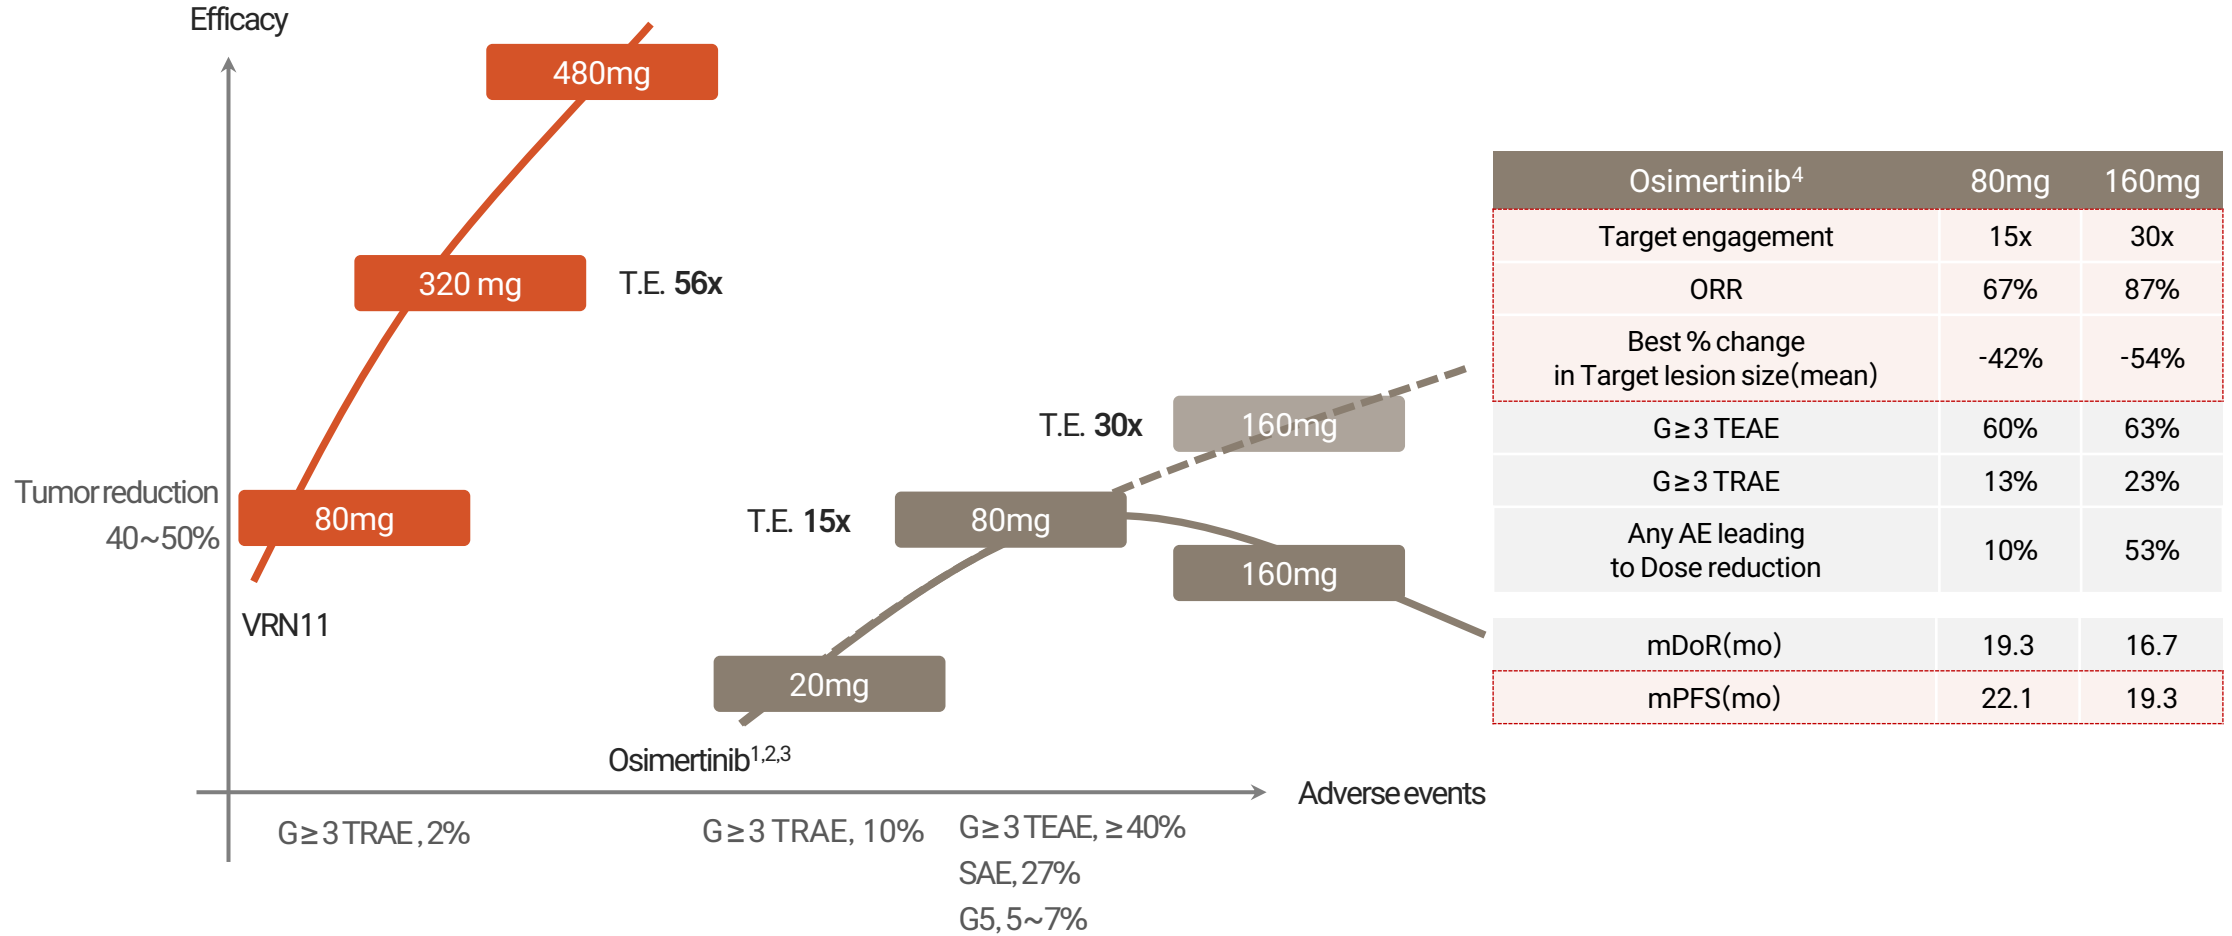 Efficacy
480mg
320 mg
T.E. 56x
Tumor reduction
40~50%
80mg
VRN11
T.E. 30x
160mg
T.E. 15x
80mg
160mg
20mg
Osimertinib1,2,3
Adverse events
G≥3 TRAE, 2%
G≥3 TRAE, 10%
G≥3 TEAE, ≥40%
SAE, 27%
G5, 5~7%
Osimertinib4 80mg 160mg
Target engagement 15x 30x
ORR 67% 87%
Best % change
in Target lesion size(mean) -42% -54%
G≥3 TEAE 60% 63%
G≥3 TRAE 13% 23%
Any AE leading
to Dose reduction 10% 53%
mDoR(mo) 19.3 16.7
mPFS(mo) 22.1 19.3